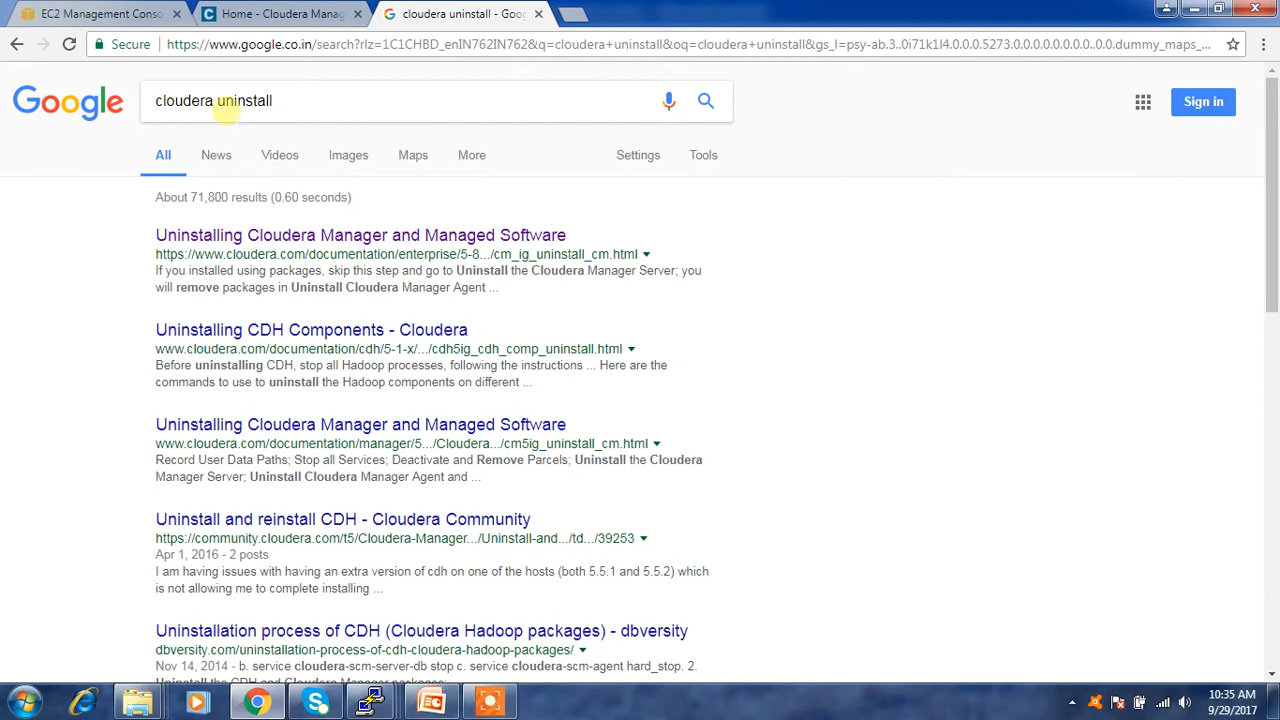 EC2 Management Conso
Home - Cloudera Manag
cloudera uninstall - Goo
Secure
https://www.google.co.in/search?rlz=1C1CHBD_enIN762IN762&q=cloudera+uninstall&oq=cloudera+uninstall&gs_l=psy-ab.3..0i71k1l4.0.0.0.5273.0.0.0.0.0.0.0.0..0.0.dummy_maps_...
Google
cloudera uninstall
Sign in
All News Videos Images Maps More Settings Tools
About 71,800 results (0.60 seconds)
Uninstalling Cloudera Manager and Managed Software
https://www.cloudera.com/documentation/enterprise/5-8.../cm_ig_uninstall_cm.html
If you installed using packages, skip this step and go to Uninstall the Cloudera Manager Server; you
will remove packages in Uninstall Cloudera Manager Agent ...
Uninstalling CDH Components - Cloudera
www.cloudera.com/documentation/cdh/5-1-x/.../cdh5ig_cdh_comp_uninstall.html
Before uninstalling CDH, stop all Hadoop processes, following the instructions ... Here are the
commands to use to uninstall the Hadoop components on different ...
Uninstalling Cloudera Manager and Managed Software
www.cloudera.com/documentation/manager/5.../Cloudera.../cm5ig_uninstall_cm.html
Record User Data Paths; Stop all Services; Deactivate and Remove Parcels; Uninstall the Cloudera
Manager Server; Uninstall Cloudera Manager Agent and ...
Uninstall and reinstall CDH - Cloudera Community
https://community.cloudera.com/t5/Cloudera-Manager.../Uninstall-and.../td.../39253
Apr 1, 2016 - 2 posts
I am having issues with having an extra version of cdh on one of the hosts (both 5.5.1 and 5.5.2) which
is not allowing me to complete installing ...
Uninstallation process of CDH (Cloudera Hadoop packages) - dbversity
dbversity.com/uninstallation-process-of-cdh-cloudera-hadoop-packages/
Nov 14, 2014 - b. service cloudera-scm-server-db stop c. service cloudera-scm-agent hard_stop. 2.
Uninstall the CDH and Cloudera Manager packages:
10:35 AM
9/29/2017